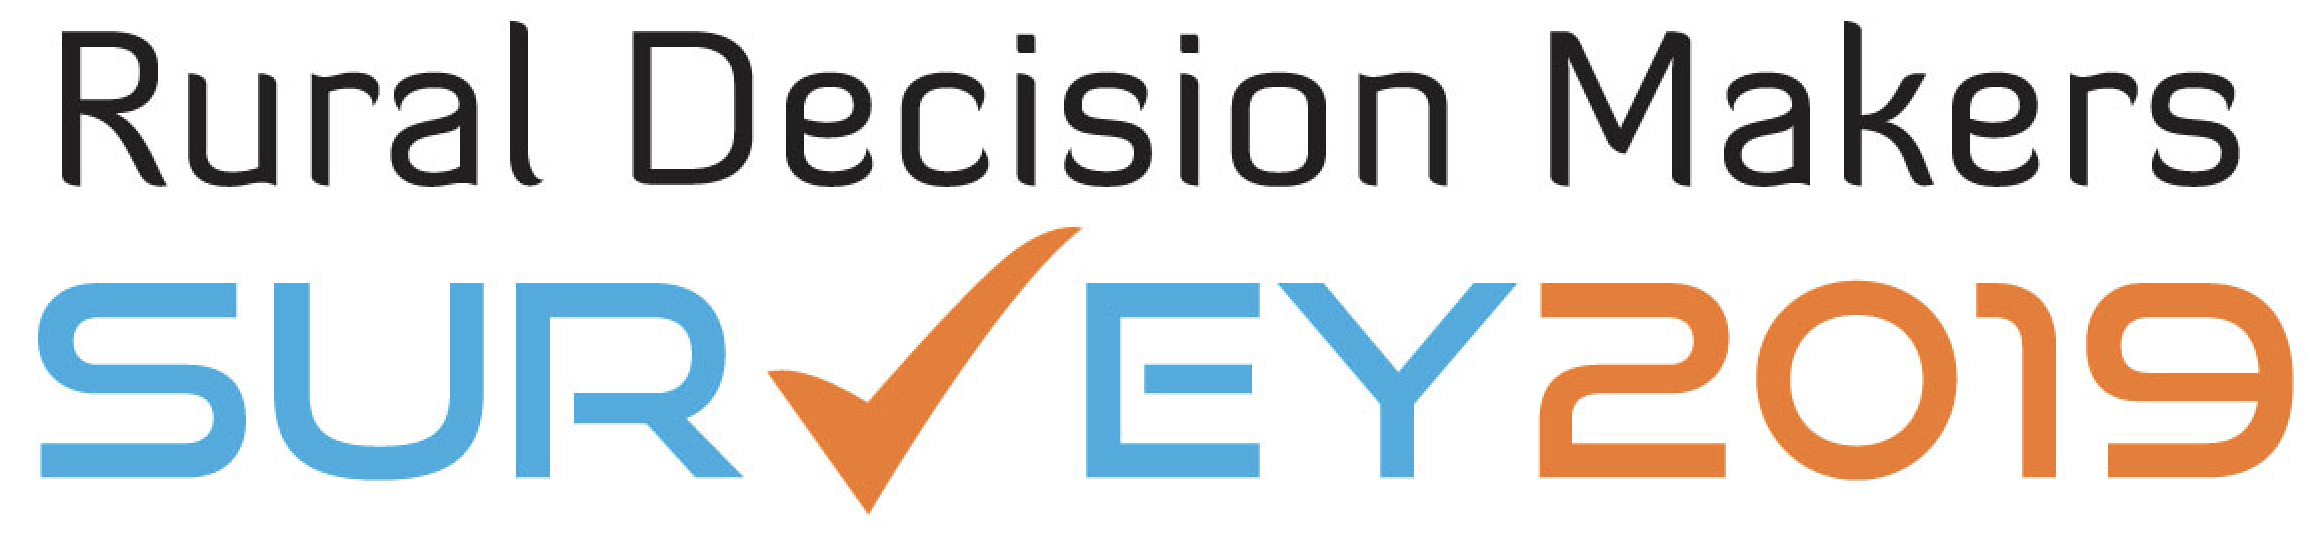 Rural Decision Makers
SURVEY2019